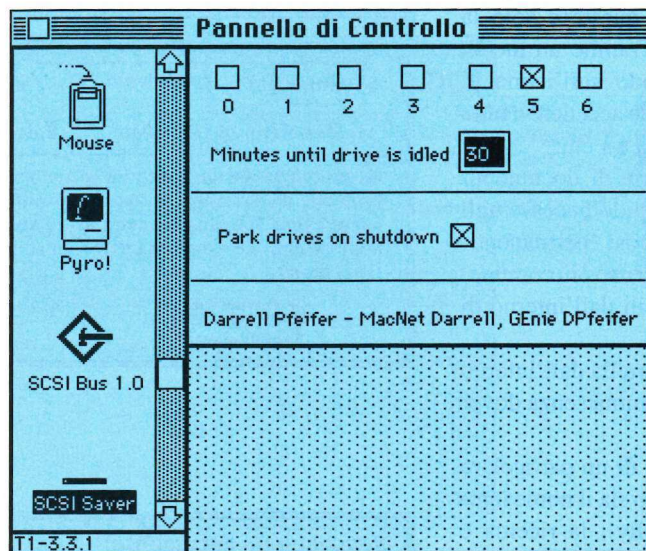 Pannello di Controllo
Mouse
Pyro!
SCSI Bus 1.0
SCSI Saver
T1-3.3.1
0 1 2 3 4 5 6
Minutes until drive is idled 30
Park drives on shutdown
Darrell Pfeifer - MacNet Darrell, GEnie DPfeifer